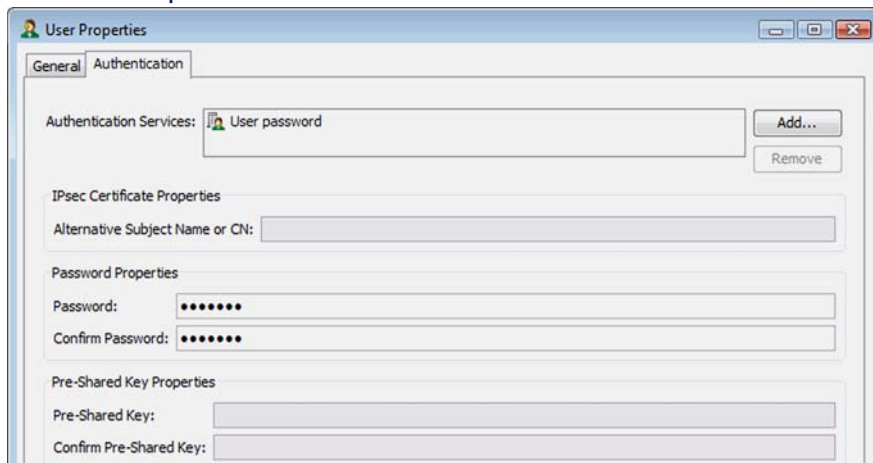 User Properties
General Authentication
Authentication Services: User password Add...
Remove
IPsec Certificate Properties
Alternative Subject Name or CN:
Password Properties
Password: •••••••
Confirm Password: •••••••
Pre-Shared Key Properties
Pre-Shared Key:
Confirm Pre-Shared Key: